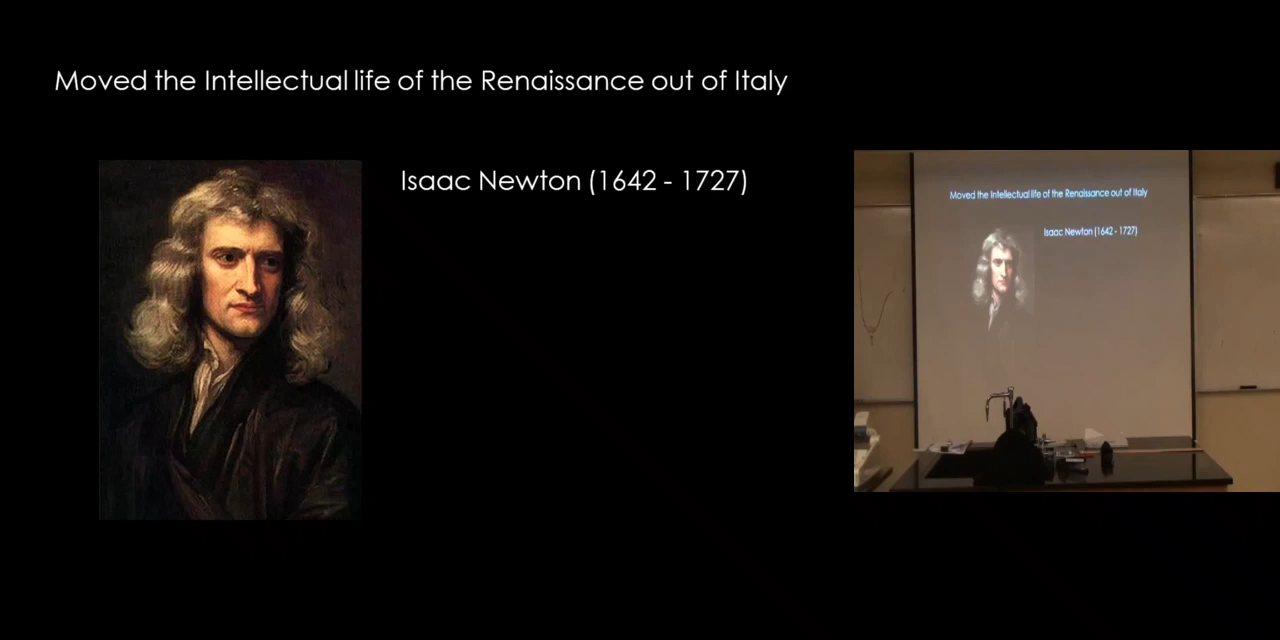 Moved the Intellectual life of the Renaissance out of Italy
Isaac Newton (1642 - 1727)
Moved the Intellectual life of the Renaissance out of Italy
Isaac Newton (1642 - 1727)